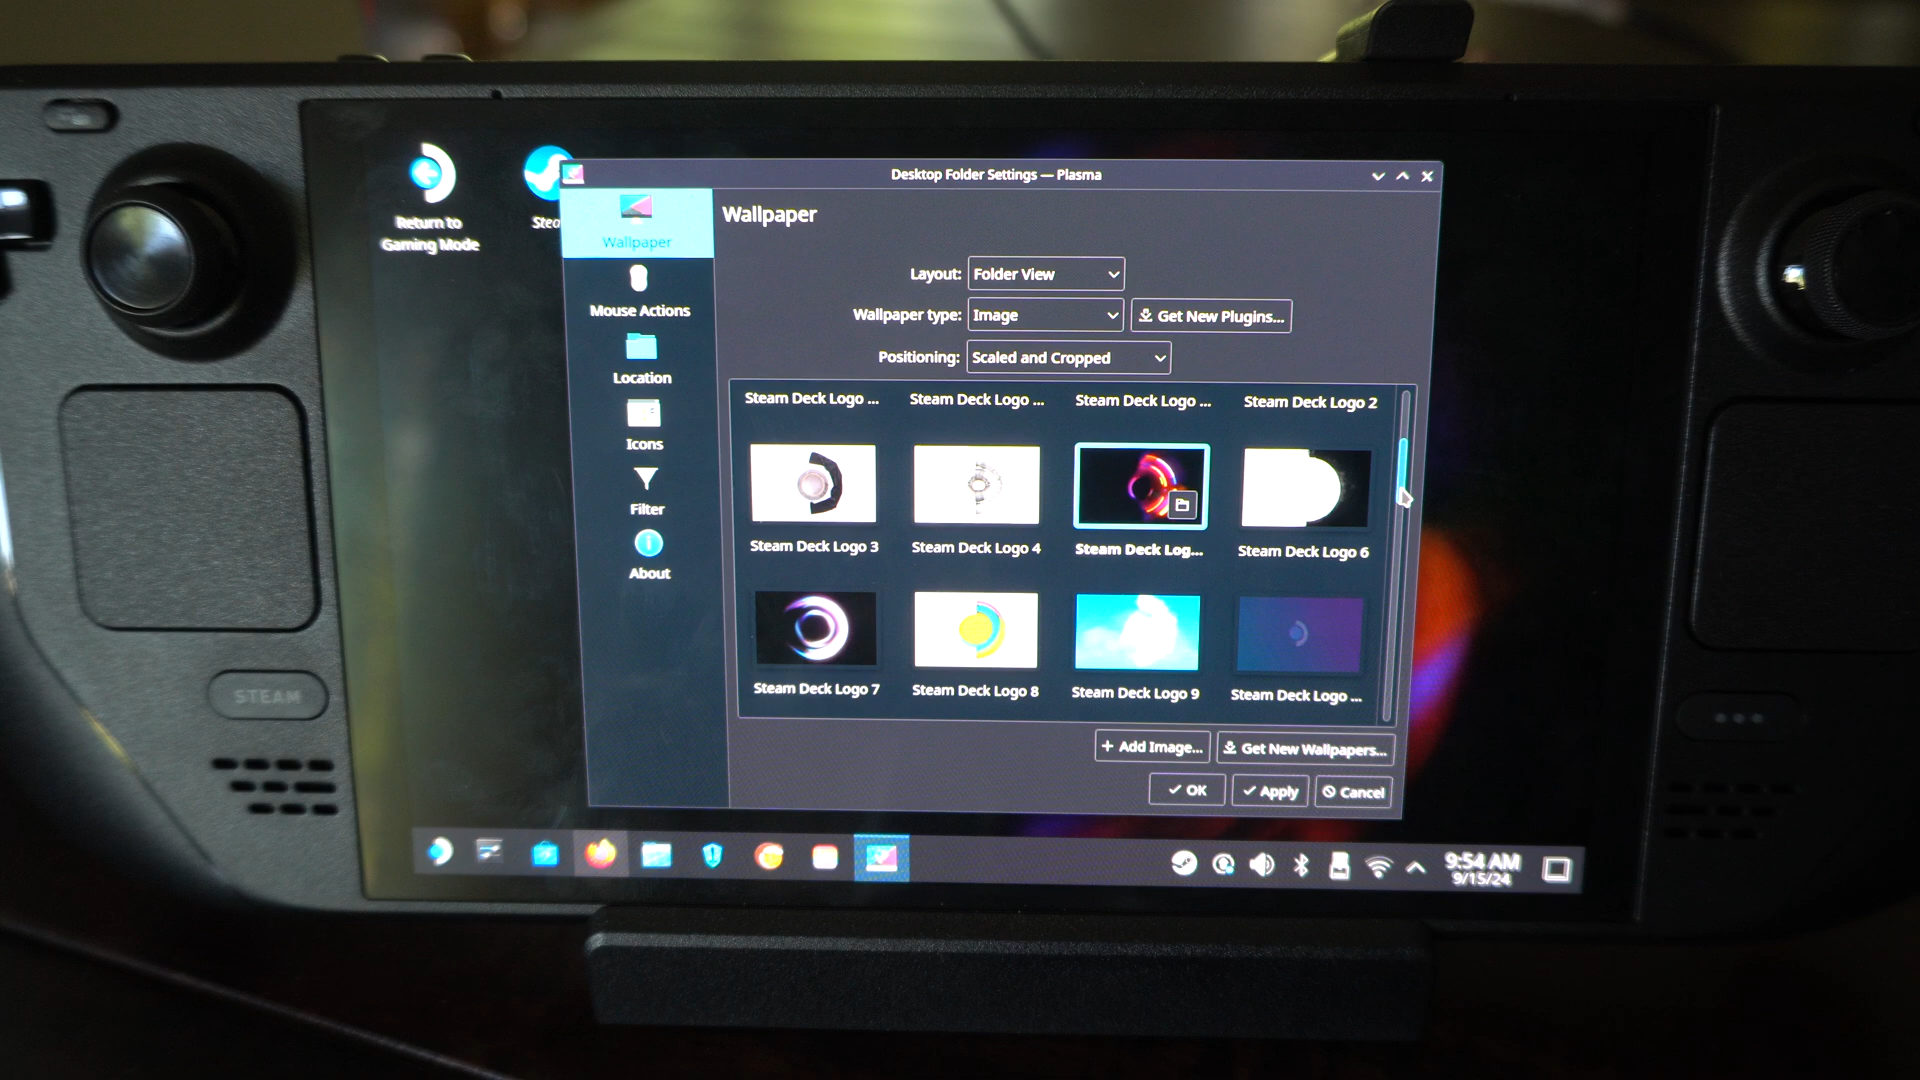 Return to
Gaming Mode
Desktop Folder Settings — Plasma
Wallpaper
Mouse Actions
Location
Icons
Filter
About
Wallpaper
Layout: Folder View
Wallpaper type: Image Get New Plugins...
Positioning: Scaled and Cropped
Steam Deck Logo ... Steam Deck Logo ... Steam Deck Logo ... Steam Deck Logo 2
Steam Deck Logo 3 Steam Deck Logo 4 Steam Deck Log... Steam Deck Logo 6
Steam Deck Logo 7 Steam Deck Logo 8 Steam Deck Logo 9 Steam Deck Logo ...
Add Image... Get New Wallpapers...
OK Apply Cancel
STEAM
9:54 AM
9/15/24